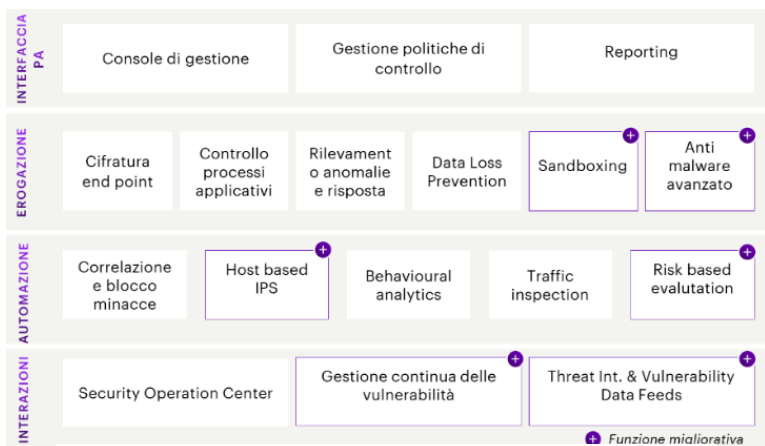 INTERFACCIA
PA
Console di gestione
Gestione politiche di
controllo
Reporting
EROGAZIONE
Cifratura
end point
Controllo
processi
applicativi
Rilevament
o anomalie
e risposta
Data Loss
Prevention
Sandboxing
Anti
malware
avanzato
AUTOMAZIONE
Correlazione
e blocco
minacce
Host based
IPS
Behavioural
analytics
Traffic
inspection
Risk based
evalutation
INTERAZIONI
Security Operation Center
Gestione continua delle
vulnerabilità
Threat Int. & Vulnerability
Data Feeds
+ Funzione migliorativa